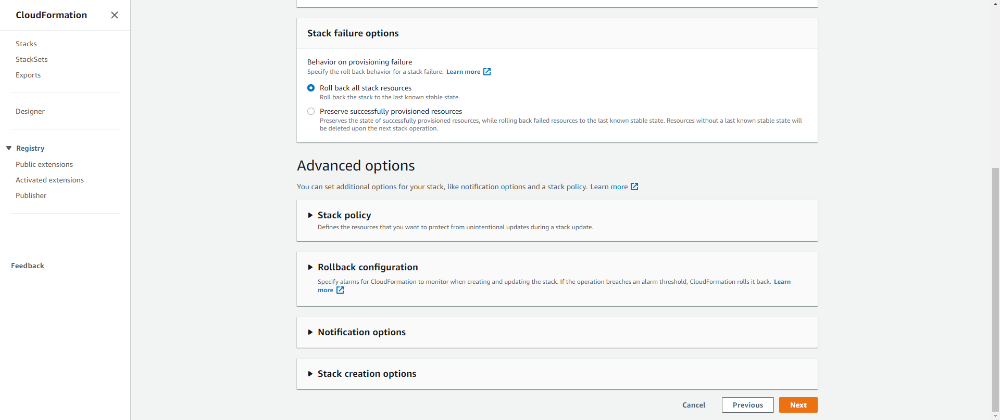 CloudFormation
Stacks
StackSets
Exports
Designer
Registry
Public extensions
Activated extensions
Publisher
Feedback
Stack failure options
Behavior on provisioning failure
Specify the roll back behavior for a stack failure. Learn more
Roll back all stack resources
Roll back the stack to the last known stable state.
Preserve successfully provisioned resources
Preserves the state of successfully provisioned resources, while rolling back failed resources to the last known stable state. Resources without a last known stable state will
be deleted upon the next stack operation.
Advanced options
You can set additional options for your stack, like notification options and a stack policy. Learn more
Stack policy
Defines the resources that you want to protect from unintentional updates during a stack update.
Rollback configuration
Specify alarms for CloudFormation to monitor when creating and updating the stack. If the operation breaches an alarm threshold, CloudFormation rolls it back. Learn
more
Notification options
Stack creation options
Cancel Previous Next